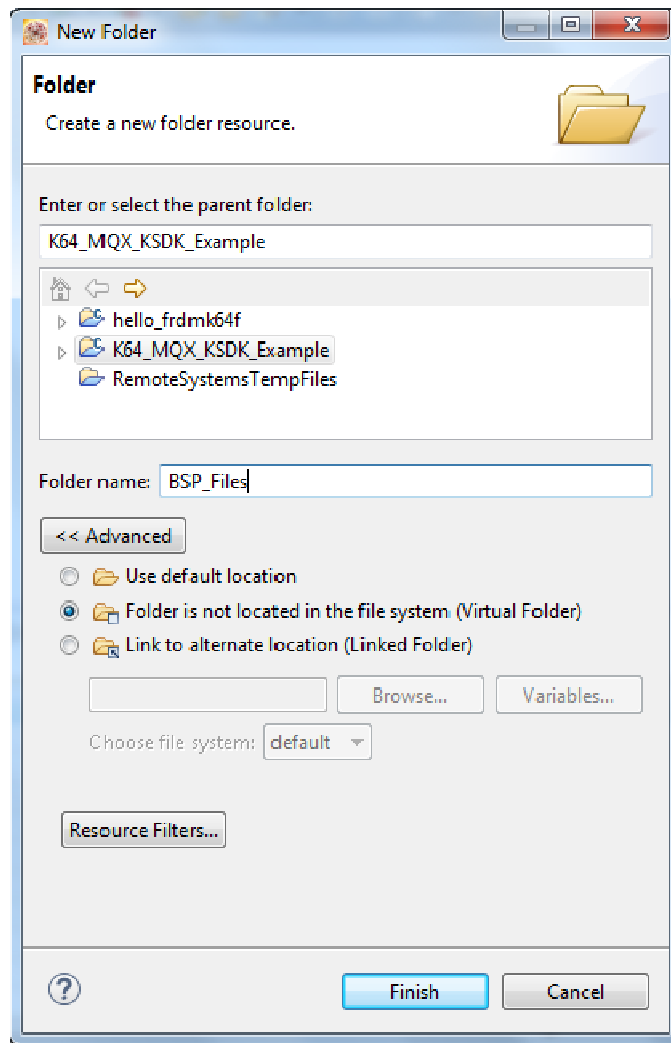 New Folder
Folder
Create a new folder resource.
Enter or select the parent folder:
K64_MQX_KSDK_Example
hello_frdmk64f
K64_MQX_KSDK_Example
RemoteSystemsTempFiles
Folder name: BSP_Files
<< Advanced
Use default location
Folder is not located in the file system (Virtual Folder)
Link to alternate location (Linked Folder)
Browse... Variables...
Choose file system: default
Resource Filters...
Finish Cancel